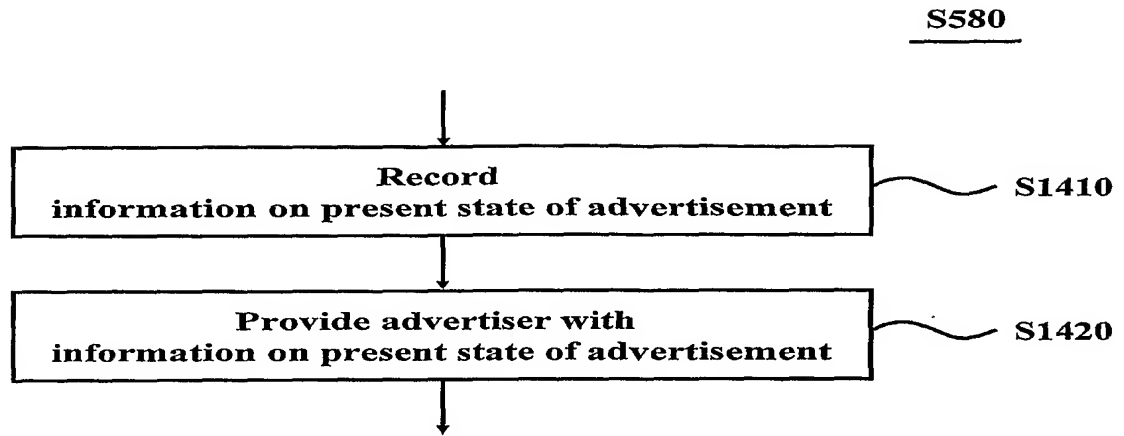 S580
Record
information on present state of advertisement
S1410
Provide advertiser with
information on present state of advertisement
S1420